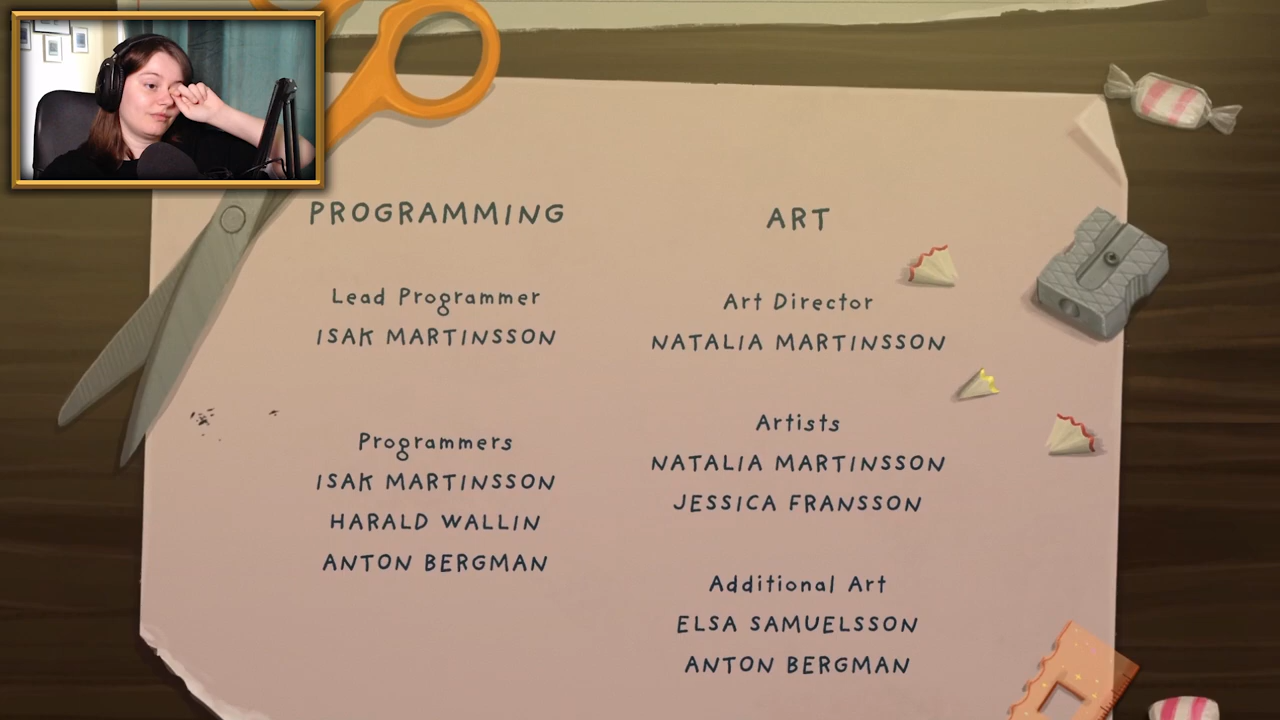 PROGRAMMING
Lead Programmer
ISAK MARTINSSON
Programmers
ISAK MARTINSSON
HARALD WALLIN
ANTON BERGMAN
ART
Art Director
NATALIA MARTINSSON
Artists
NATALIA MARTINSSON
JESSICA FRANSSON
Additional Art
ELSA SAMUELSSON
ANTON BERGMAN